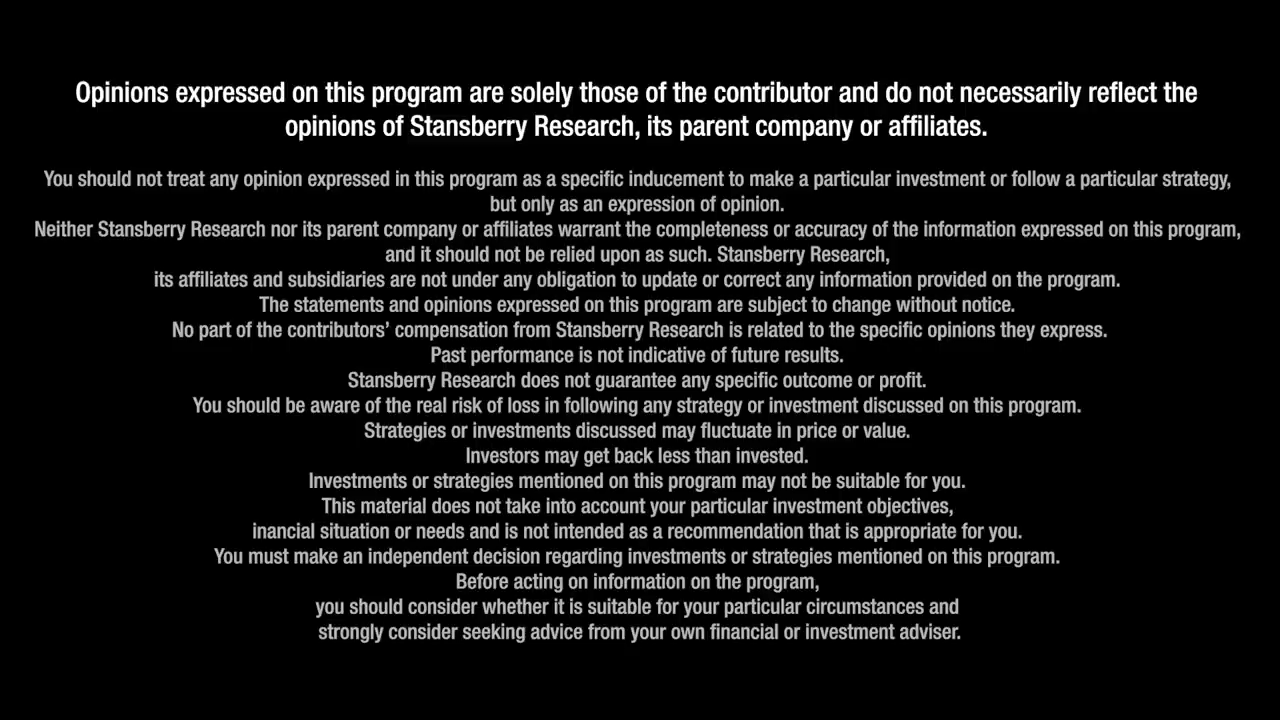 Opinions expressed on this program are solely those of the contributor and do not necessarily reflect the
opinions of Stansberry Research, its parent company or affiliates.
You should not treat any opinion expressed in this program as a specific inducement to make a particular investment or follow a particular strategy,
but only as an expression of opinion.
Neither Stansberry Research nor its parent company or affiliates warrant the completeness or accuracy of the information expressed on this program,
and it should not be relied upon as such. Stansberry Research,
its affiliates and subsidiaries are not under any obligation to update or correct any information provided on the program.
The statements and opinions expressed on this program are subject to change without notice.
No part of the contributors’ compensation from Stansberry Research is related to the specific opinions they express.
Past performance is not indicative of future results.
Stansberry Research does not guarantee any specific outcome or profit.
You should be aware of the real risk of loss in following any strategy or investment discussed on this program.
Strategies or investments discussed may fluctuate in price or value.
Investors may get back less than invested.
Investments or strategies mentioned on this program may not be suitable for you.
This material does not take into account your particular investment objectives,
inancial situation or needs and is not intended as a recommendation that is appropriate for you.
You must make an independent decision regarding investments or strategies mentioned on this program.
Before acting on information on the program,
you should consider whether it is suitable for your particular circumstances and
strongly consider seeking advice from your own financial or investment adviser.